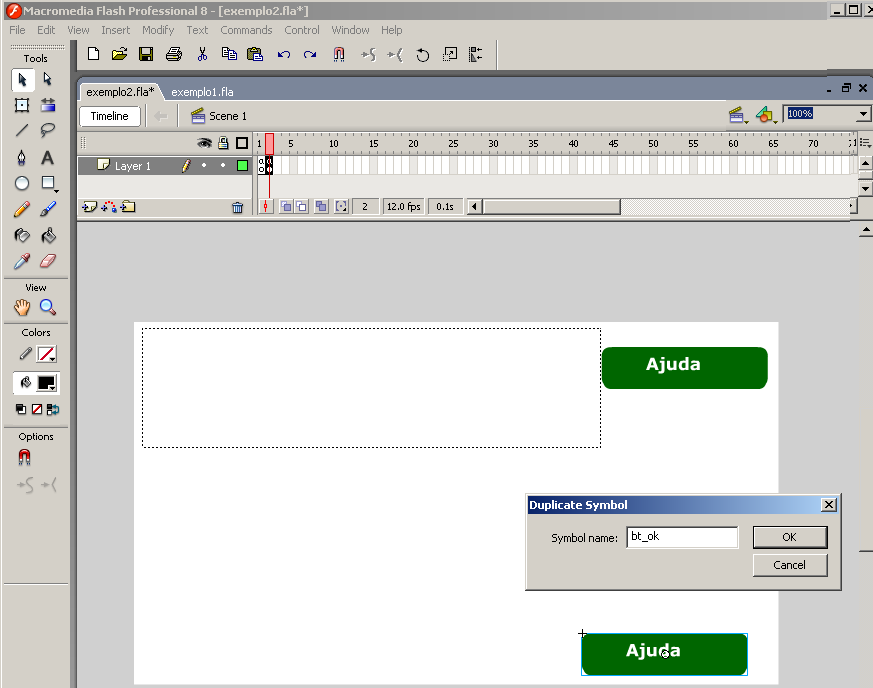 Macromedia Flash Professional 8 - [exemplo2.fla*]
File Edit View Insert Modify Text Commands Control Window Help
Tools
exemplo2.fla* exemplo1.fla
Timeline Scene 1 100%
1 5 10 15 20 25 30 35 40 45 50 55 60 65 70
Layer 1
2 12.0 fps 0.1s
View
Colors
Options
Ajuda
Duplicate Symbol
Symbol name: bt_ok OK
Cancel
Ajuda